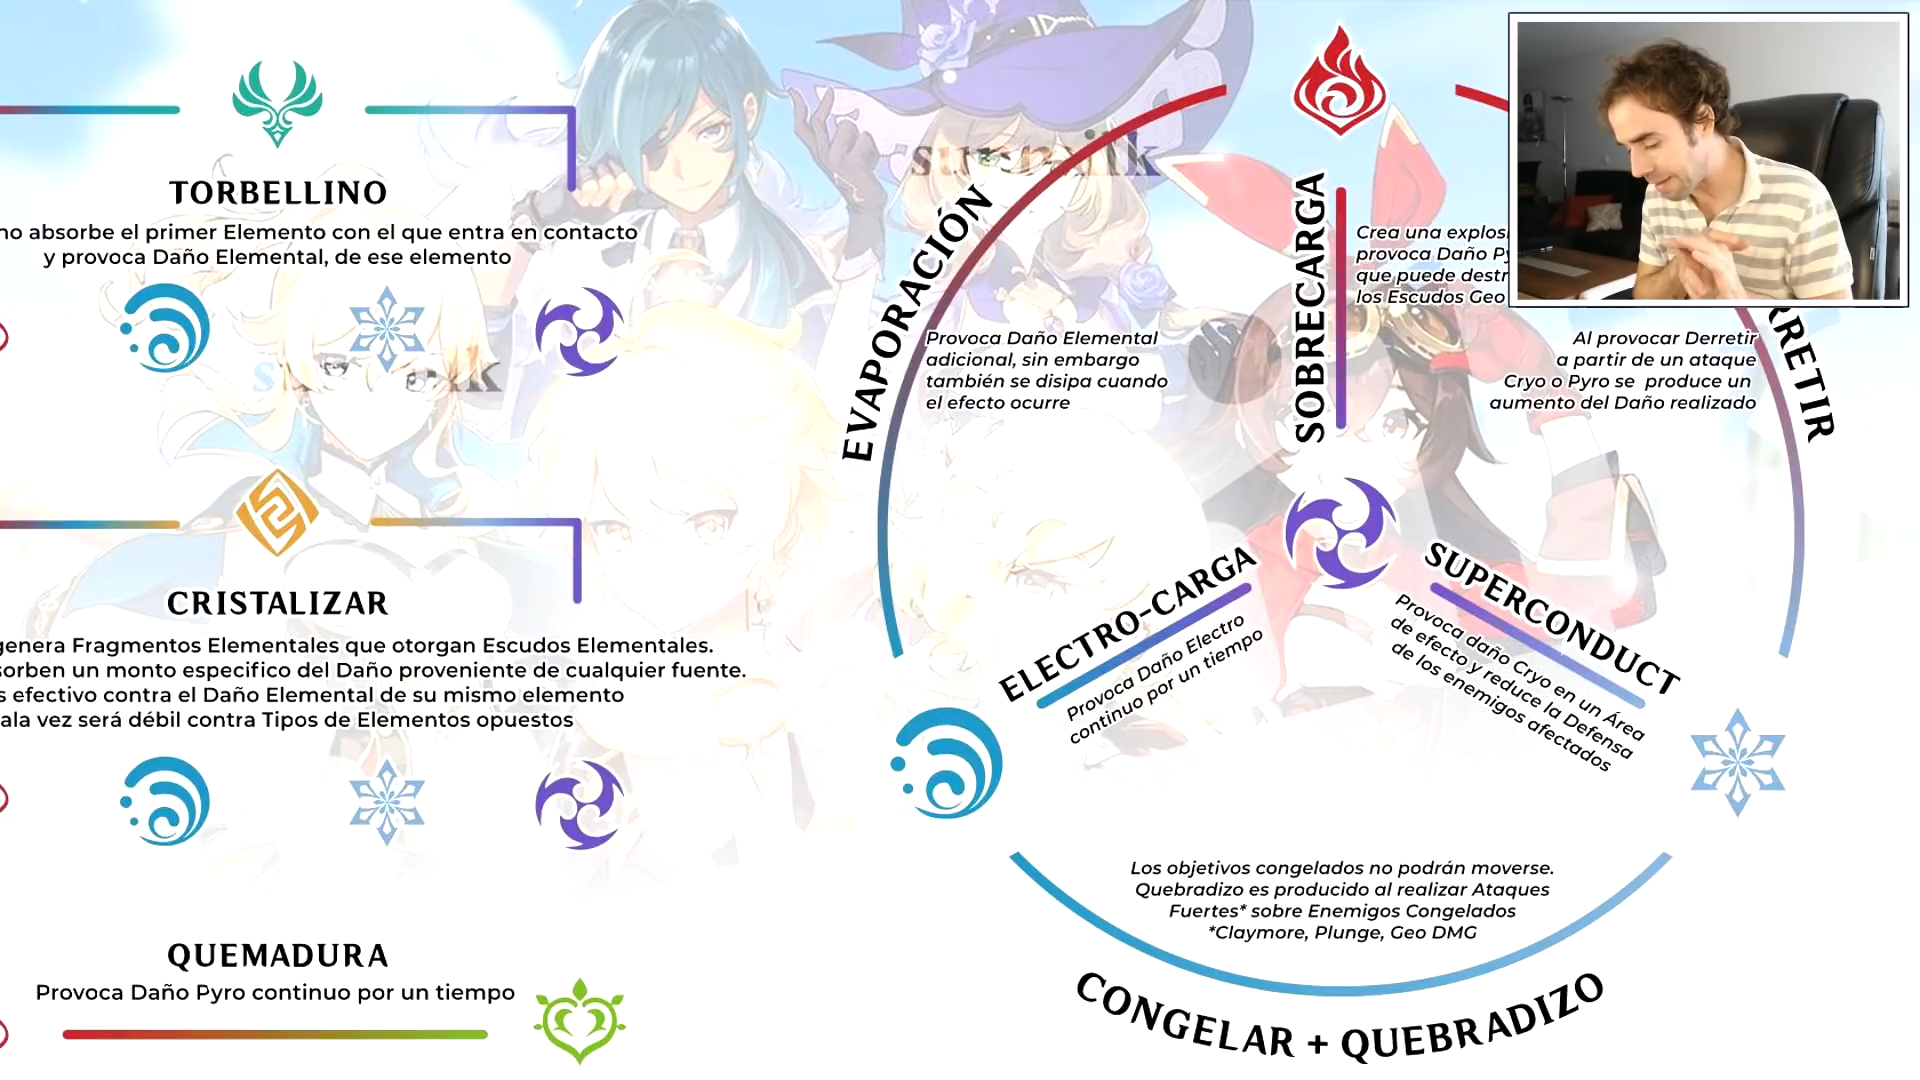 TORBELLINO
no absorbe el primer Elemento con el que entra en contacto
y provoca Daño Elemental, de ese elemento
CRISTALIZAR
genera Fragmentos Elementales que otorgan Escudos Elementales.
sorben un monto especifico del Daño proveniente de cualquier fuente.
s efectivo contra el Daño Elemental de su mismo elemento
ala vez será débil contra Tipos de Elementos opuestos
QUEMADURA
Provoca Daño Pyro continuo por un tiempo
EVAPORACIÓN
Provoca Daño Elemental
adicional, sin embargo
también se disipa cuando
el efecto ocurre
SOBRECARGA
Crea una explosi
provoca Daño Py
que puede destr
los Escudos Geo
RRETIR
Al provocar Derretir
a partir de un ataque
Cryo o Pyro se produce un
aumento del Daño realizado
ELECTRO-CARGA
Provoca Daño Electro
continuo por un tiempo
SUPERCONDUCT
Provoca daño Cryo en un Área
de efecto y reduce la Defensa
de los enemigos afectados
Los objetivos congelados no podrán moverse.
Quebradizo es producido al realizar Ataques
Fuertes* sobre Enemigos Congelados
*Claymore, Plunge, Geo DMG
CONGELAR + QUEBRADIZO